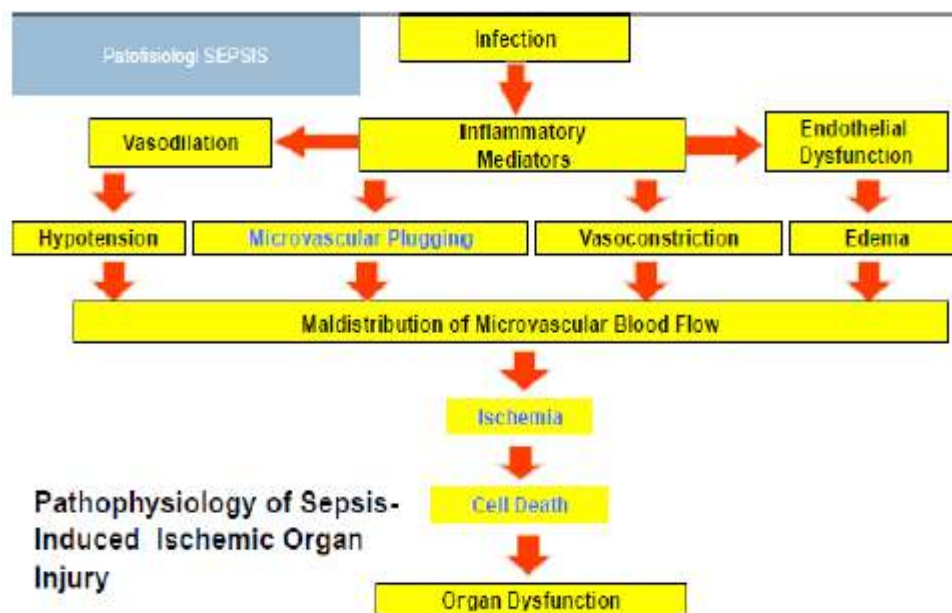 Patofisiologi SEPSIS
Infection
Vasodilation
Inflammatory
Mediators
Endothelial
Dysfunction
Hypotension
Microvascular Plugging
Vasoconstriction
Edema
Maldistribution of Microvascular Blood Flow
Ischemia
Cell Death
Pathophysiology of Sepsis-
Induced Ischemic Organ
Injury
Organ Dysfunction